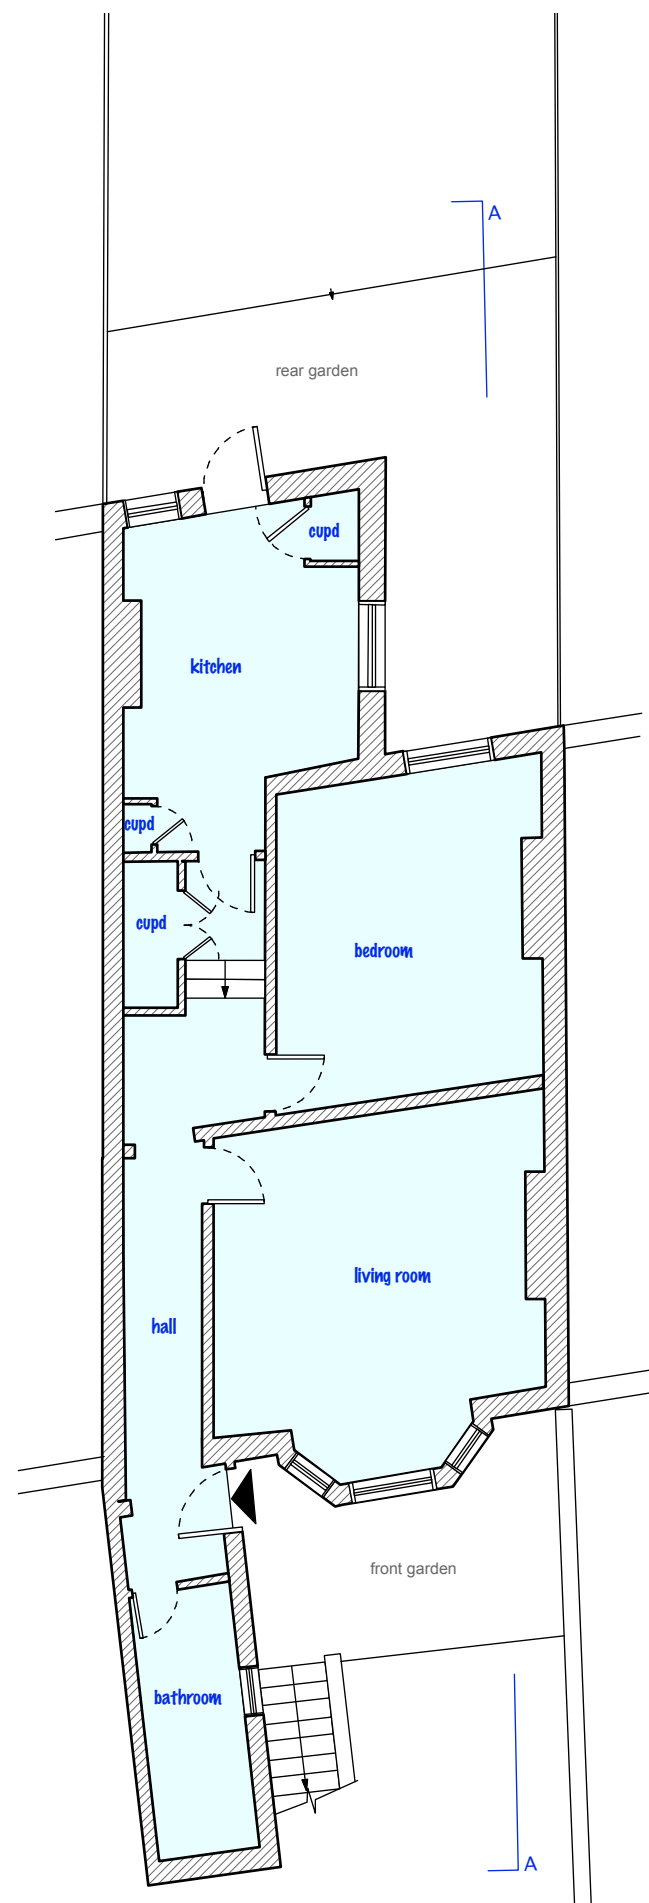 A
rear garden
cupd
kitchen
cupd
cupd
bedroom
living room
hall
front garden
bathroom
A